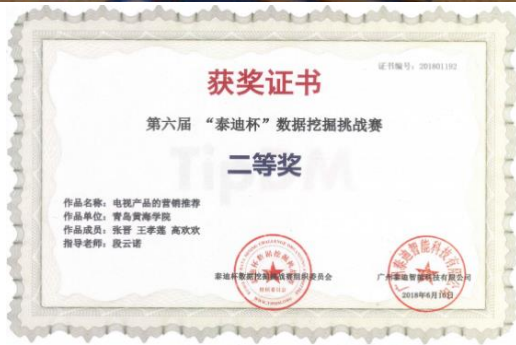 证书编号：201801192
获奖证书
第六届 “泰迪杯”数据挖掘挑战赛
TipDM
二等奖
作品名称：电视产品的营销推荐
作品单位：青岛黄海学院
作品成员：张晋 王孝莲 高欢欢
指导老师：段云诺
泰迪杯数据挖掘挑战赛组织委员会
广州泰迪智能科技有限公司
2018年6月18日